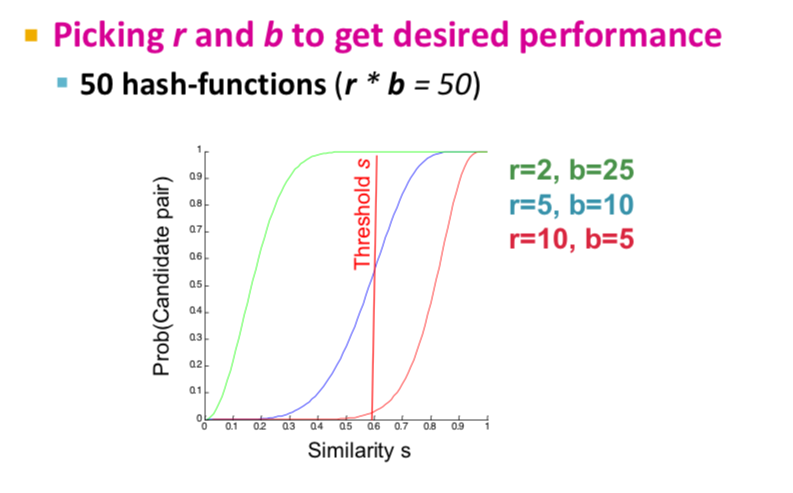 Picking r and b to get desired performance
50 hash-functions (r * b = 50)
Prob(Candidate pair)
1
0.9
0.8
0.7
0.6
0.5
0.4
0.3
0.2
0.1
0
Threshold s
r=2, b=25
r=5, b=10
r=10, b=5
0 0.1 0.2 0.3 0.4 0.5 0.6 0.7 0.8 0.9 1
Similarity s